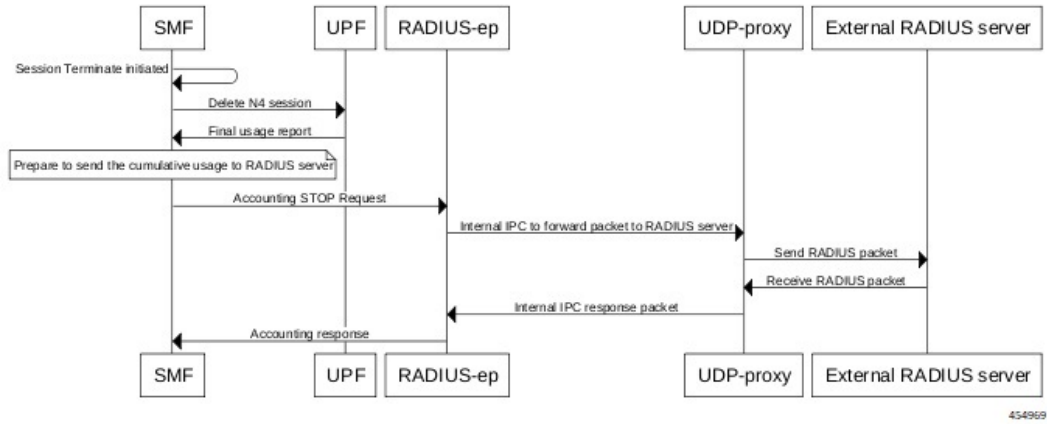 SMF UPF RADIUS-ep UDP-proxy External RADIUS server
Session Terminate initiated
Delete N4 session
Final usage report
Prepare to send the cumulative usage to RADIUS server
Accounting STOP Request
Internal IPC to forward packet to RADIUS server
Send RADIUS packet
Receive RADIUS packet
Internal IPC response packet
Accounting response
SMF UPF RADIUS-ep UDP-proxy External RADIUS server
454969